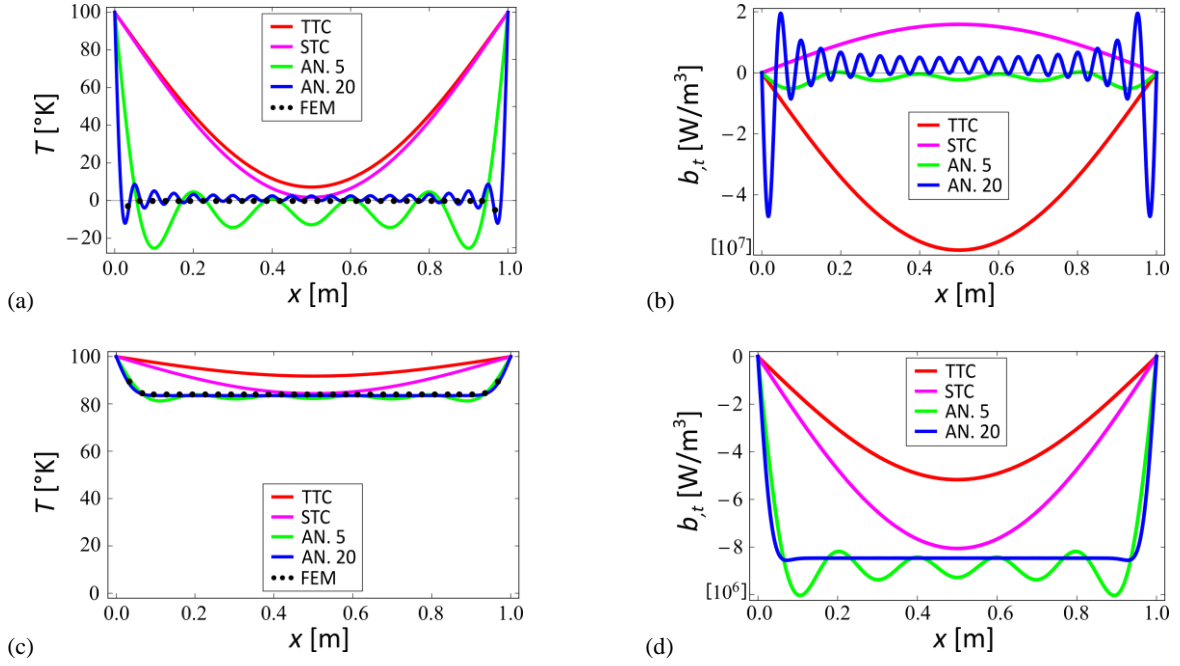 100
80
60
40
20
0
−20
T [°K]
TTC
STC
AN. 5
AN. 20
FEM
0.0 0.2 0.4 0.6 0.8 1.0
x [m]
(a)
2
0
−2
−4
[10⁷]
b,t [W/m³]
TTC
STC
AN. 5
AN. 20
0.0 0.2 0.4 0.6 0.8 1.0
x [m]
(b)
100
80
60
40
20
0
T [°K]
TTC
STC
AN. 5
AN. 20
FEM
0.0 0.2 0.4 0.6 0.8 1.0
x [m]
(c)
0
−2
−4
−6
−8
[10⁶]
b,t [W/m³]
TTC
STC
AN. 5
AN. 20
0.0 0.2 0.4 0.6 0.8 1.0
x [m]
(d)